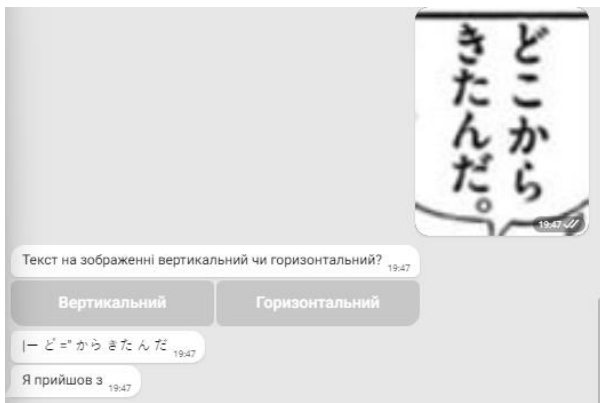 どこから
きたんだ。
19:47
Текст на зображенні вертикальний чи горизонтальний? 19:47
Вертикальний Горизонтальний
|ー ど =" から きた ん だ 19:47
Я прийшов з 19:47